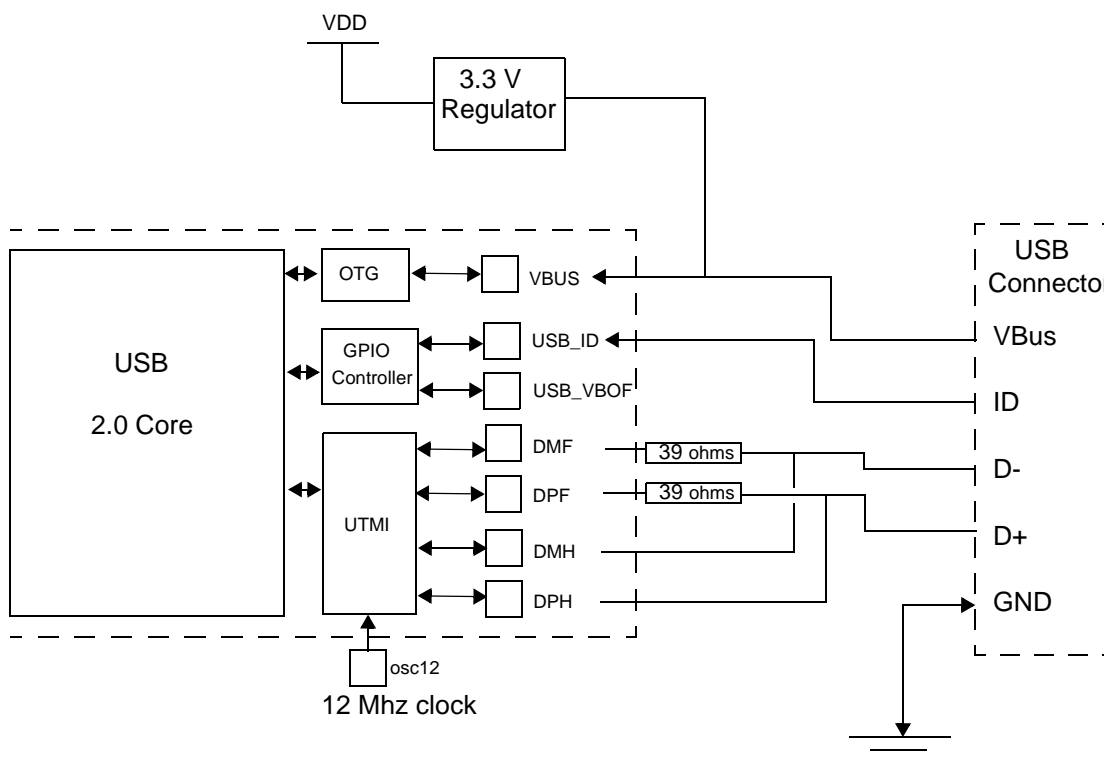 VDD
3.3 V
Regulator
USB
2.0 Core
OTG
VBUS
GPIO
Controller
USB_ID
USB_VBOF
UTMI
DMF
DPF
DMH
DPH
39 ohms
39 ohms
osc12
12 Mhz clock
USB
Connector
VBus
ID
D-
D+
GND